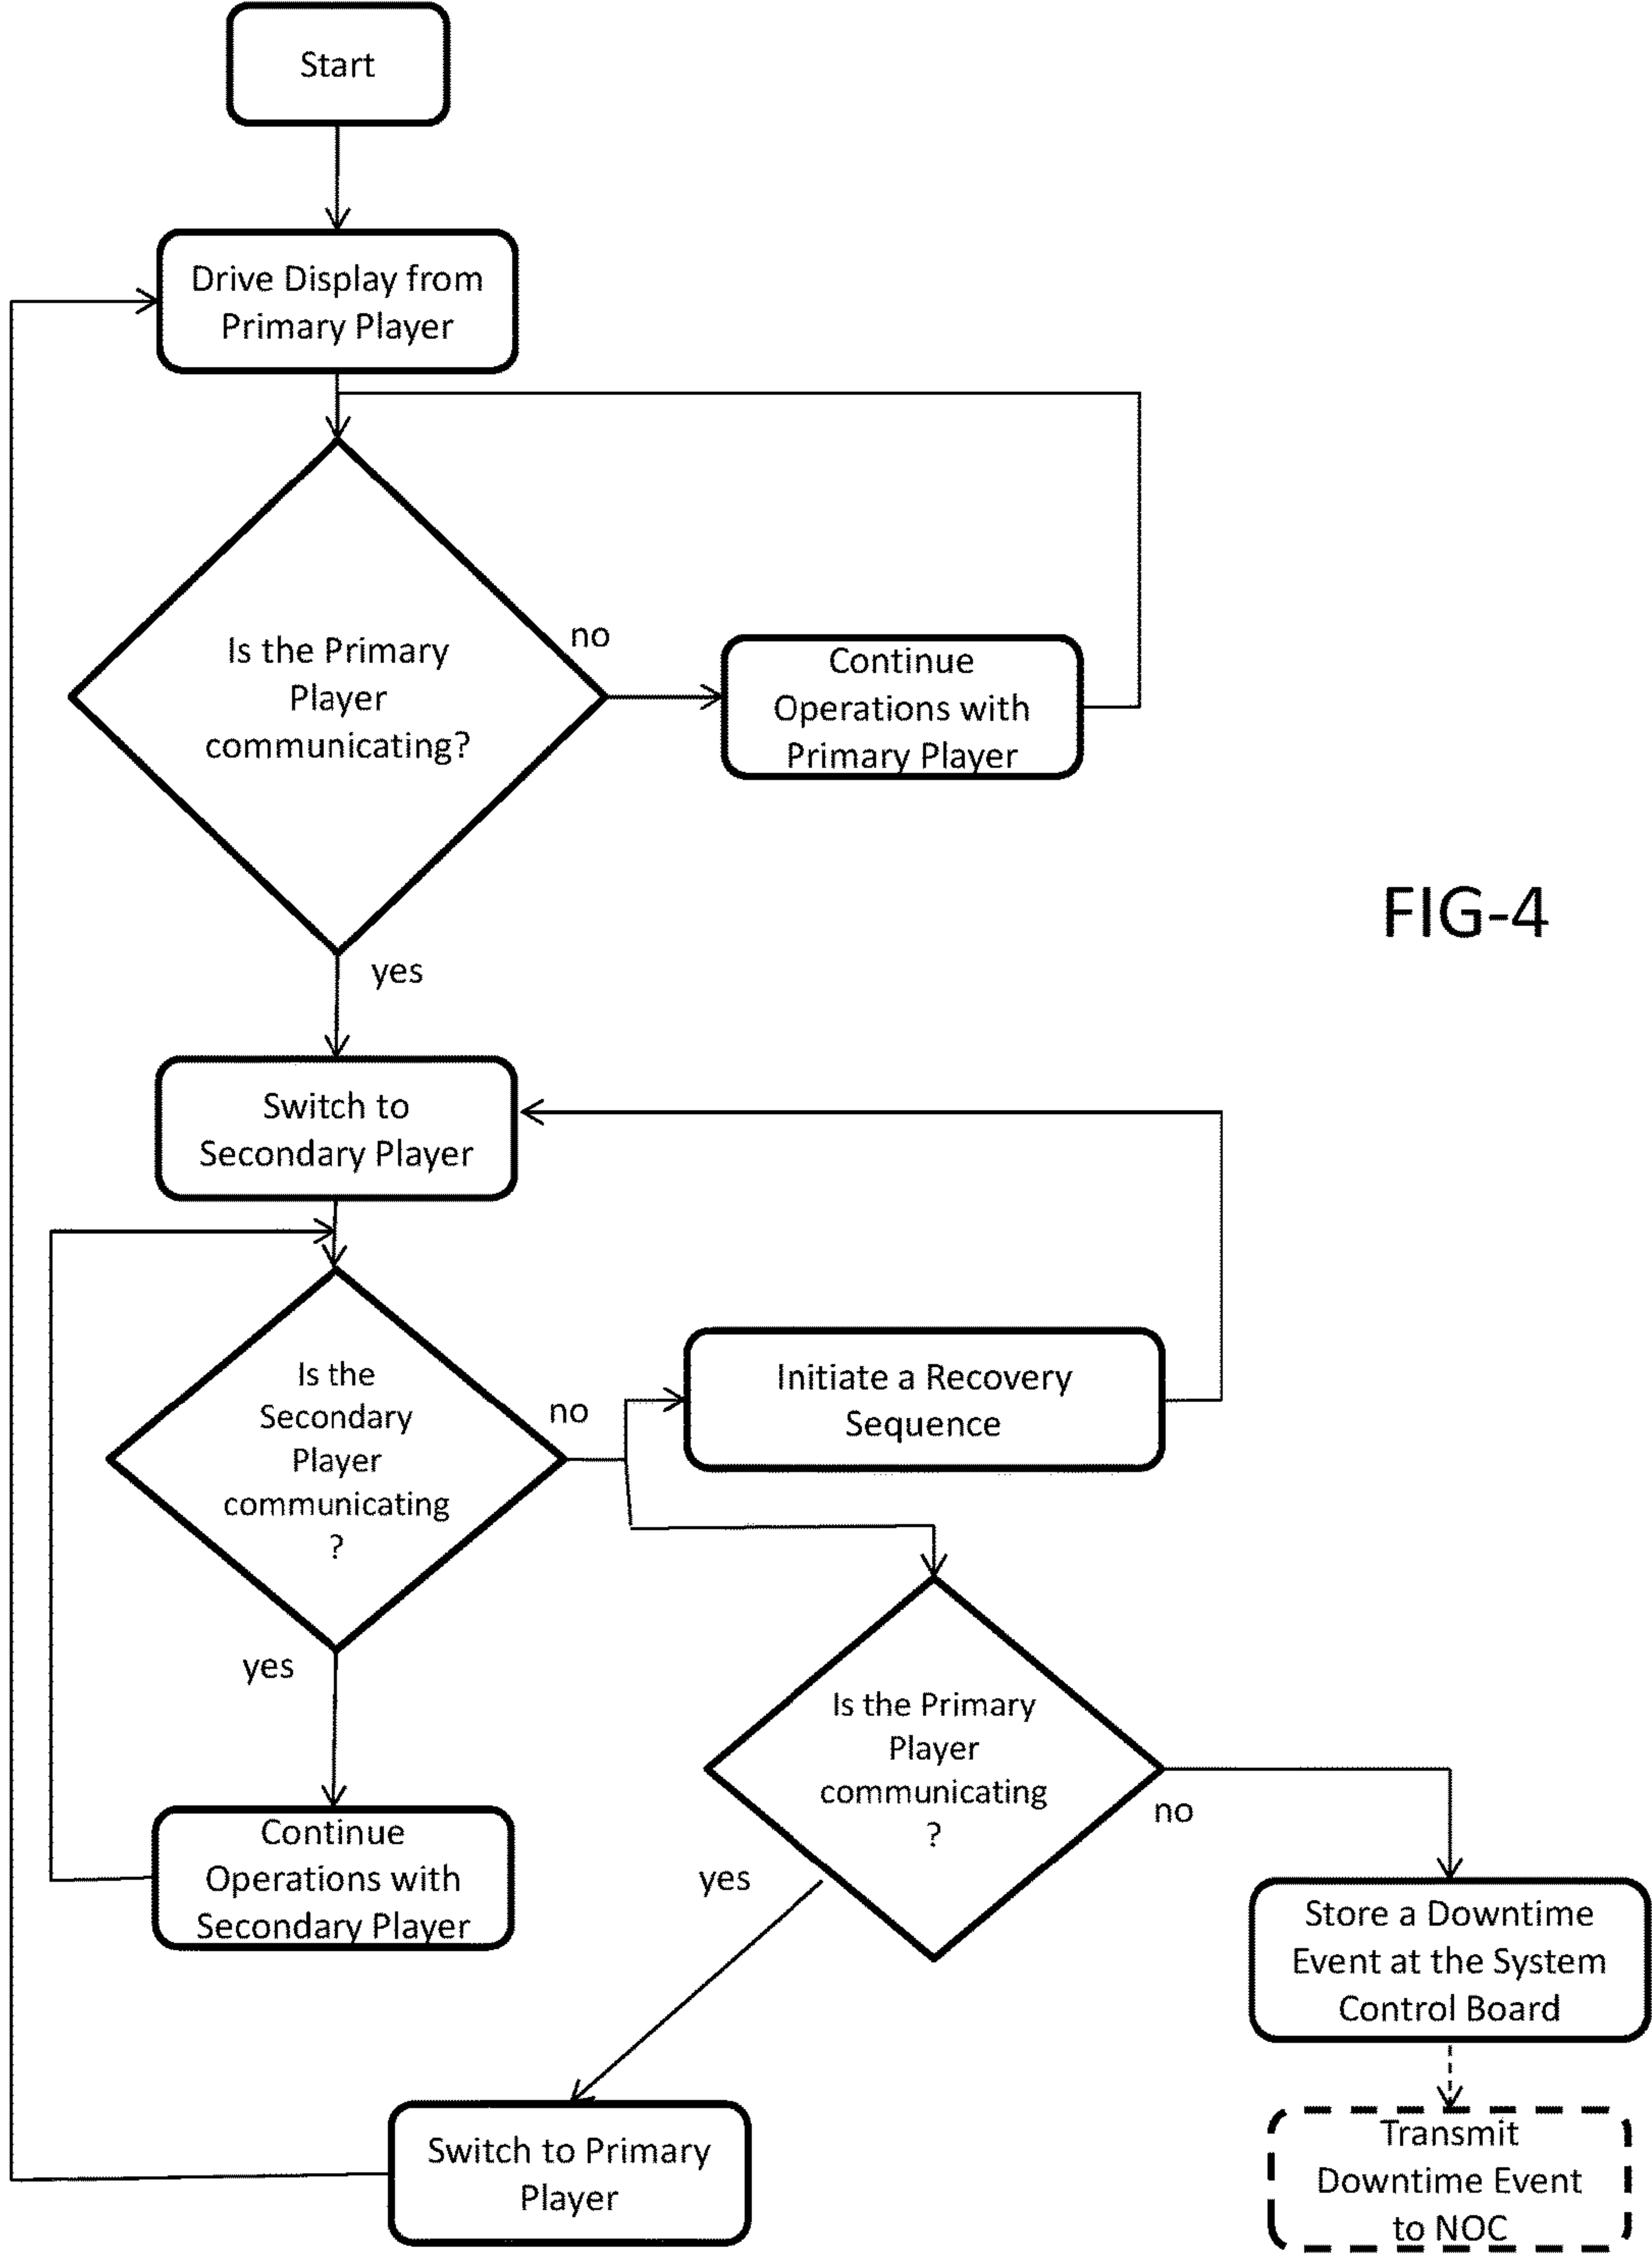 Start
Drive Display from
Primary Player
Is the Primary
Player
communicating?
no
Continue
Operations with
Primary Player
FIG-4
yes
Switch to
Secondary Player
Is the
Secondary
Player
communicating
?
no
Initiate a Recovery
Sequence
yes
Is the Primary
Player
communicating
?
no
yes
Continue
Operations with
Secondary Player
Store a Downtime
Event at the System
Control Board
Switch to Primary
Player
Transmit
Downtime Event
to NOC